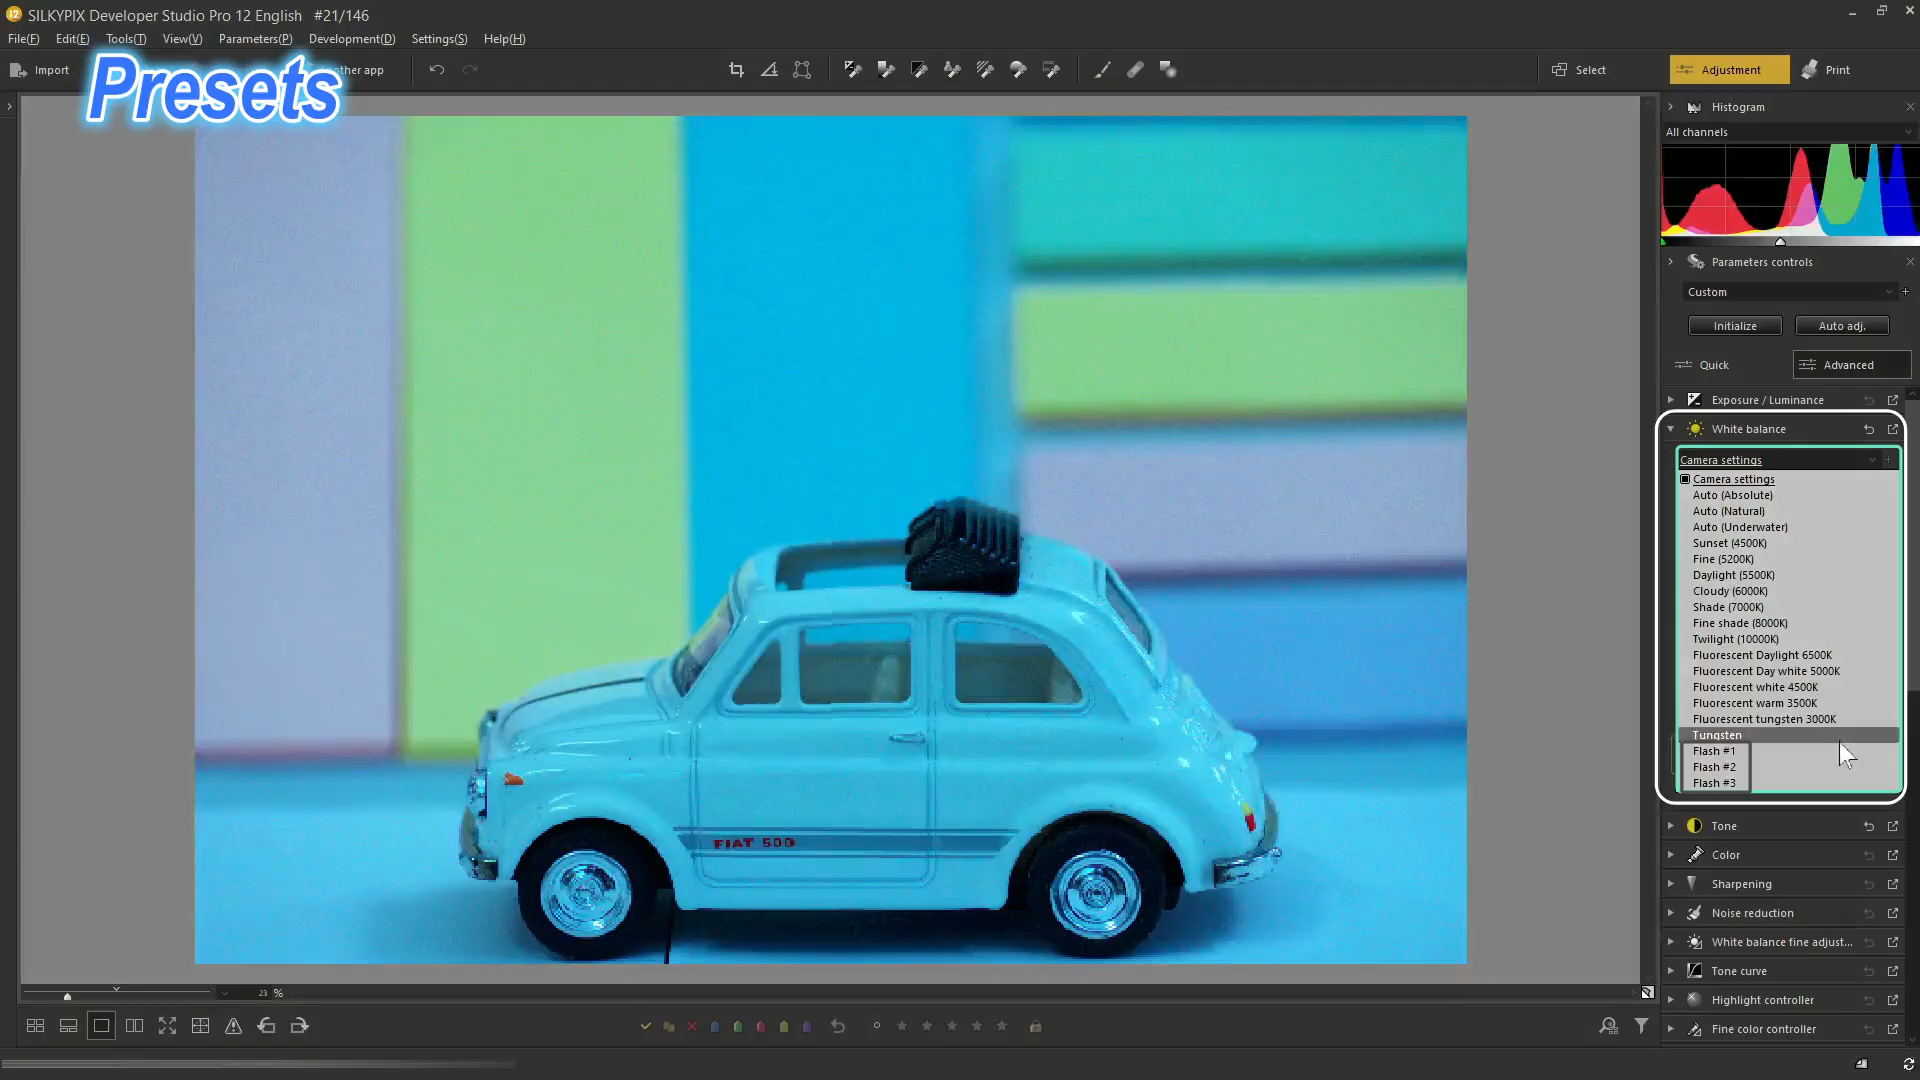 SILKYPIX Developer Studio Pro 12 English #21/146
File(F) Edit(E) Tools(T) View(V) Parameters(P) Development(D) Settings(S) Help(H)
Import
app
Select
Adjustment
Print
Presets
Histogram
All channels
Parameters controls
Custom
Initialize
Auto adj.
Quick
Advanced
Exposure / Luminance
White balance
Camera settings
Camera settings
Auto (Absolute)
Auto (Natural)
Auto (Underwater)
Sunset (4500K)
Fine (5200K)
Daylight (5500K)
Cloudy (6000K)
Shade (7000K)
Fine shade (8000K)
Twilight (10000K)
Fluorescent Daylight 6500K
Fluorescent Day white 5000K
Fluorescent white 4500K
Fluorescent warm 3500K
Fluorescent tungsten 3000K
Tungsten
Flash #1
Flash #2
Flash #3
FIAT 500
Tone
Color
Sharpening
Noise reduction
White balance fine adjust...
Tone curve
Highlight controller
Fine color controller
23 %